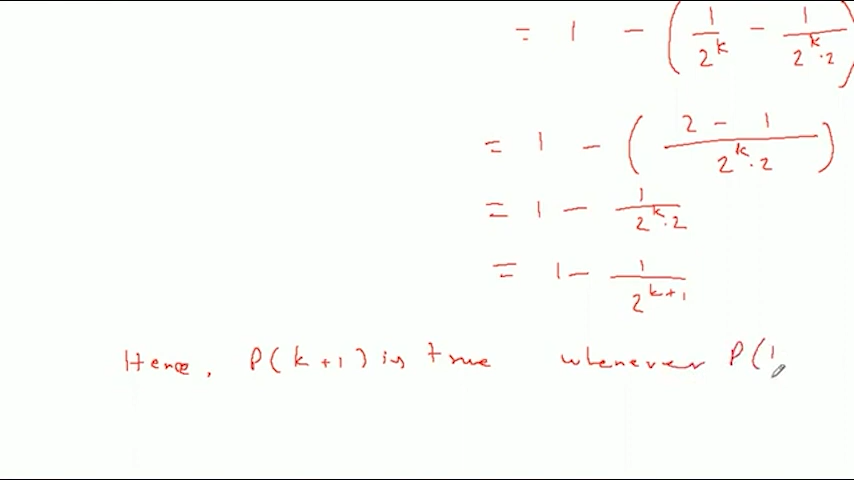 = 1 - (1/2^k - 1/2^k.2)
= 1 - (2 - 1/2^k.2)
= 1 - 1/2^k.2
= 1 - 1/2^k+1
Hence, P(k+1) is true whenever P(